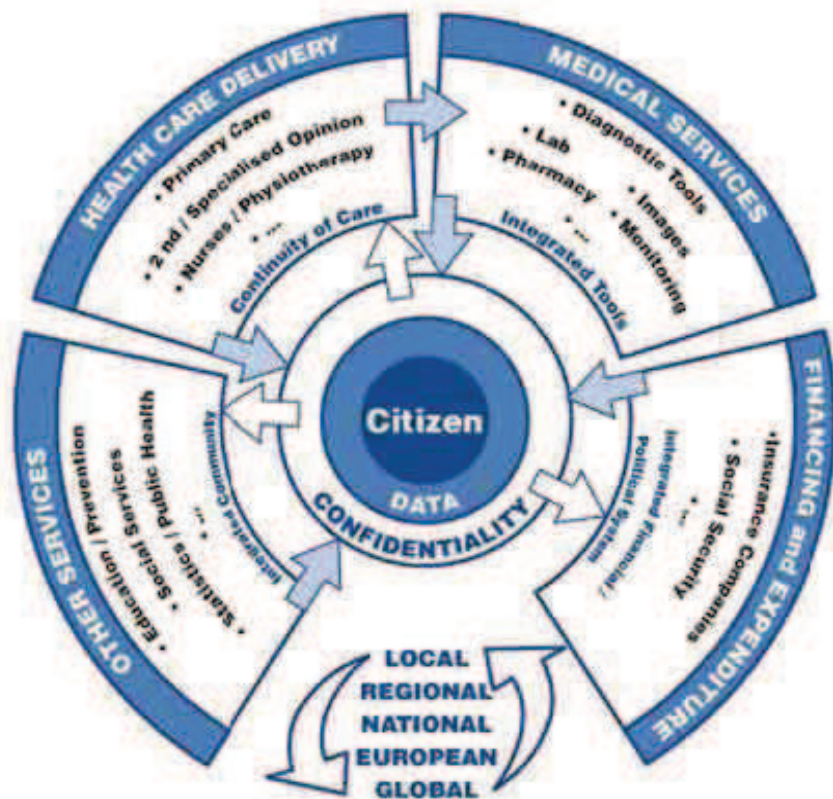 HEALTH CARE DELIVERY
• Primary Care
• 2 nd / Specialised Opinion
• Nurses / Physiotherapy
• ...
Continuity of Care
MEDICAL SERVICES
• Diagnostic Tools
• Lab
• Images
• Pharmacy
• Monitoring
• ...
Integrated Tools
OTHER SERVICES
• Education / Prevention
• Social Services
• Statistics / Public Health
• ...
Integrated Community
FINANCING and EXPENDITURE
• Insurance Companies
• Social Security
• ...
Integrated Financial /
Political System
Citizen
DATA
CONFIDENTIALITY
LOCAL
REGIONAL
NATIONAL
EUROPEAN
GLOBAL